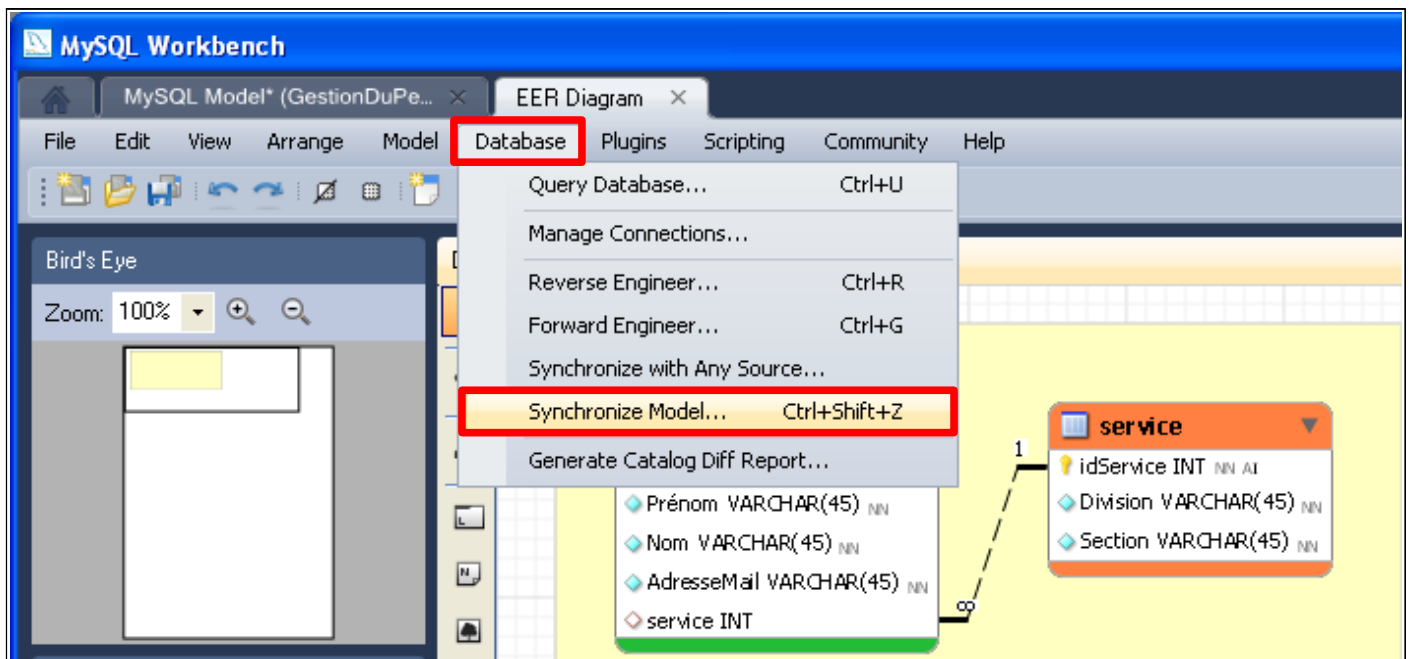 MySQL Workbench
MySQL Model* (GestionDuPe... × EER Diagram ×
File Edit View Arrange Model Database Plugins Scripting Community Help
Query Database... Ctrl+U
Manage Connections...
Bird's Eye
Reverse Engineer... Ctrl+R
Zoom: 100%
Forward Engineer... Ctrl+G
Synchronize with Any Source...
Synchronize Model... Ctrl+Shift+Z
Generate Catalog Diff Report...
service
1
idService INT NN AI
Division VARCHAR(45) NN
Section VARCHAR(45) NN
Prénom VARCHAR(45) NN
Nom VARCHAR(45) NN
AdresseMail VARCHAR(45) NN
service INT
∞